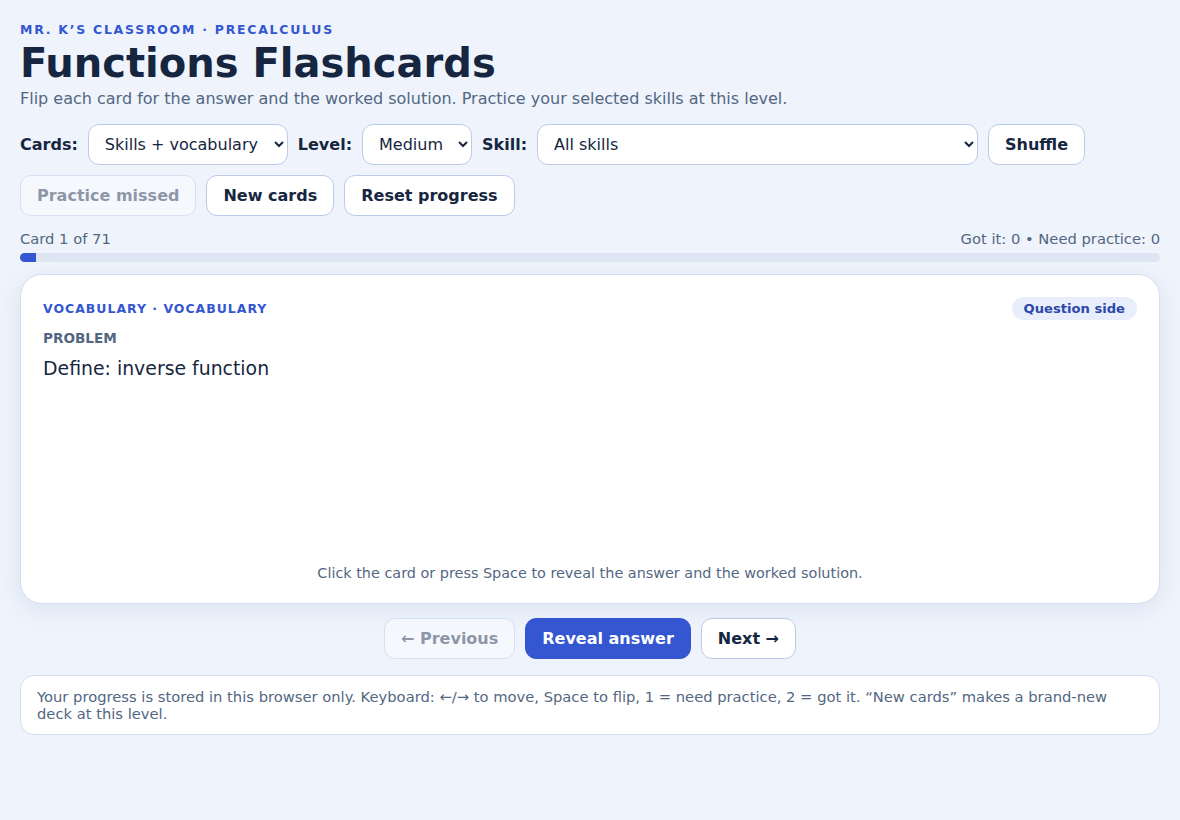 MR. K’S CLASSROOM · PRECALCULUS
Functions Flashcards
Flip each card for the answer and the worked solution. Practice your selected skills at this level.
Cards: Skills + vocabulary Level: Medium Skill: All skills Shuffle
Practice missed New cards Reset progress
Card 1 of 71 Got it: 0 • Need practice: 0
VOCABULARY · VOCABULARY Question side
PROBLEM
Define: inverse function
Click the card or press Space to reveal the answer and the worked solution.
← Previous Reveal answer Next →
Your progress is stored in this browser only. Keyboard: ←/→ to move, Space to flip, 1 = need practice, 2 = got it. “New cards” makes a brand-new
deck at this level.